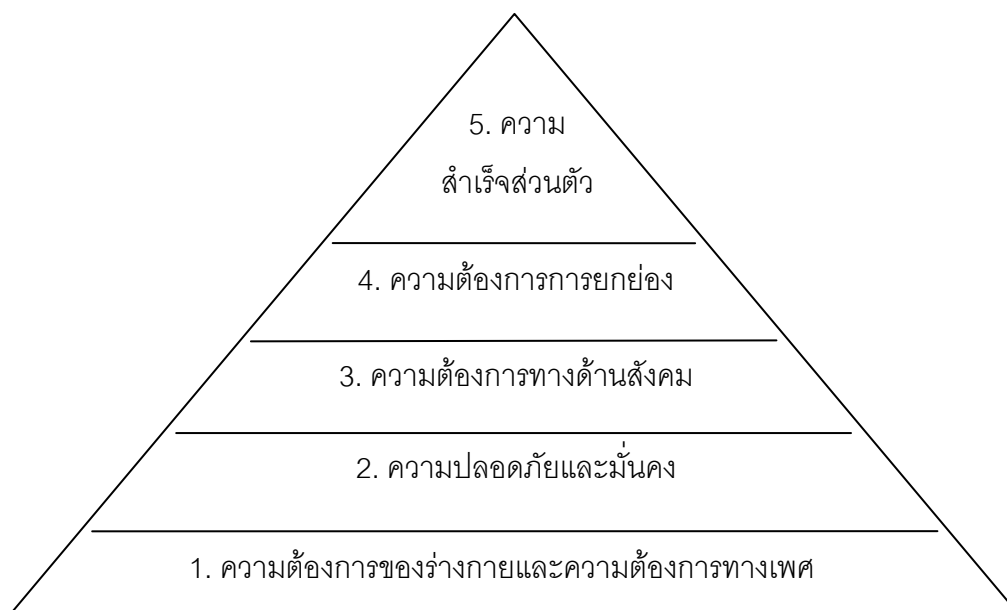 5. ความ
สำเร็จส่วนตัว
4. ความต้องการการยกย่อง
3. ความต้องการทางด้านสังคม
2. ความปลอดภัยและมั่นคง
1. ความต้องการของร่างกายและความต้องการทางเพศ